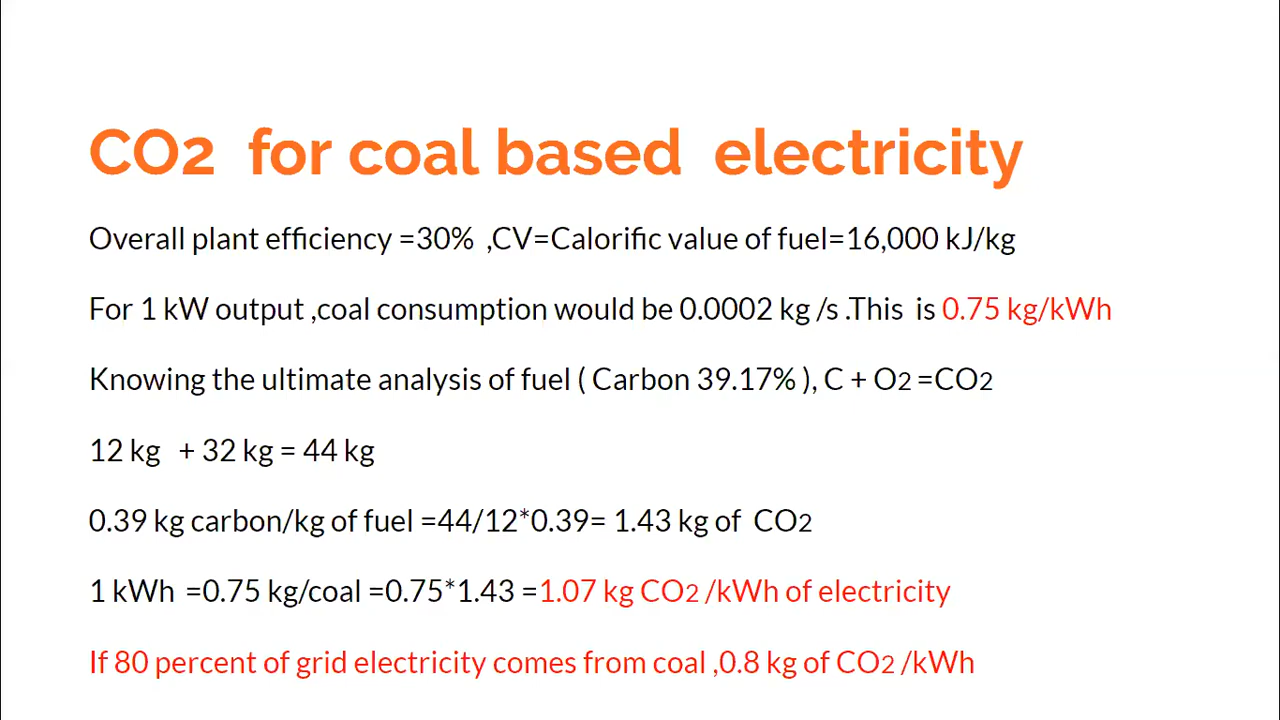 CO2 for coal based electricity
Overall plant efficiency =30% ,CV=Calorific value of fuel=16,000 kJ/kg
For 1 kW output ,coal consumption would be 0.0002 kg /s .This is 0.75 kg/kWh
Knowing the ultimate analysis of fuel ( Carbon 39.17% ), C + O2 =CO2
12 kg + 32 kg = 44 kg
0.39 kg carbon/kg of fuel =44/12*0.39= 1.43 kg of CO2
1 kWh =0.75 kg/coal =0.75*1.43 =1.07 kg CO2 /kWh of electricity
If 80 percent of grid electricity comes from coal ,0.8 kg of CO2 /kWh